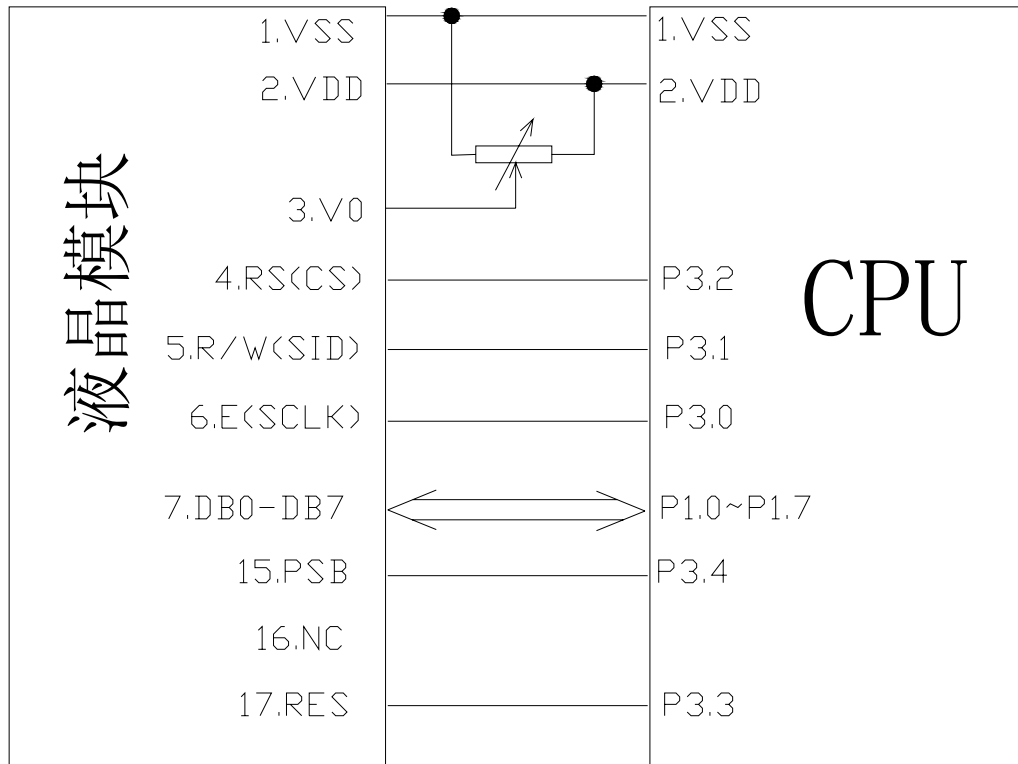 液晶模块
1.VSS
2.VDD
3.V0
4.RS(CS)
5.R/W(SID)
6.E(SCLK)
7.DB0-DB7
15.PSB
16.NC
17.RES
1.VSS
2.VDD
P3.2
P3.1
P3.0
P1.0~P1.7
P3.4
P3.3
CPU